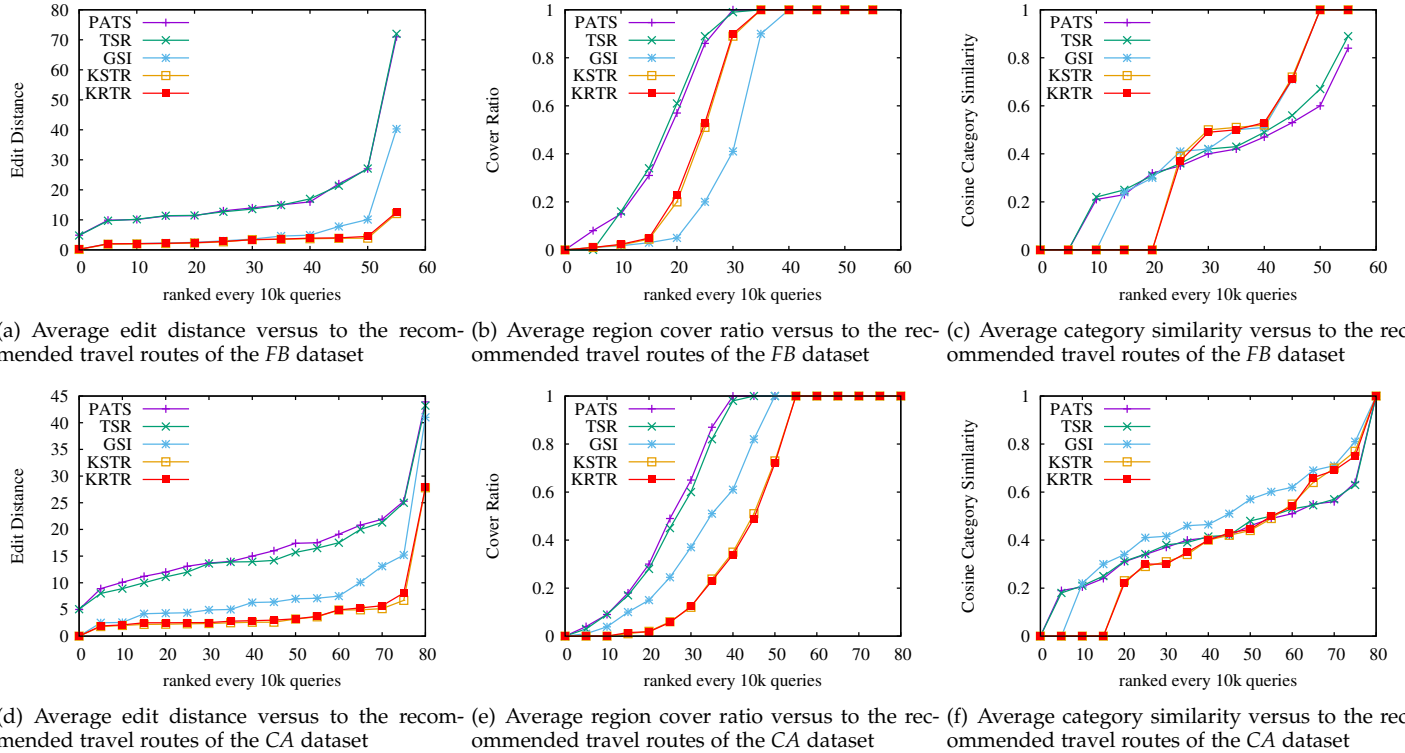 80
70
60
50
40
30
20
10
0
Edit Distance
PATS
TSR
GSI
KSTR
KRTR
0 10 20 30 40 50 60
ranked every 10k queries
1
0.8
0.6
0.4
0.2
0
Cover Ratio
PATS
TSR
GSI
KSTR
KRTR
0 10 20 30 40 50 60
ranked every 10k queries
1
0.8
0.6
0.4
0.2
0
Cosine Category Similarity
PATS
TSR
GSI
KSTR
KRTR
0 10 20 30 40 50 60
ranked every 10k queries
(a) Average edit distance versus to the recom-
mended travel routes of the FB dataset
(b) Average region cover ratio versus to the rec-
ommended travel routes of the FB dataset
(c) Average category similarity versus to the rec
ommended travel routes of the FB dataset
45
40
35
30
25
20
15
10
5
0
Edit Distance
PATS
TSR
GSI
KSTR
KRTR
0 10 20 30 40 50 60 70 80
ranked every 10k queries
1
0.8
0.6
0.4
0.2
0
Cover Ratio
PATS
TSR
GSI
KSTR
KRTR
0 10 20 30 40 50 60 70 80
ranked every 10k queries
1
0.8
0.6
0.4
0.2
0
Cosine Category Similarity
PATS
TSR
GSI
KSTR
KRTR
0 10 20 30 40 50 60 70 80
ranked every 10k queries
(d) Average edit distance versus to the recom-
mended travel routes of the CA dataset
(e) Average region cover ratio versus to the rec-
ommended travel routes of the CA dataset
(f) Average category similarity versus to the rec
ommended travel routes of the CA dataset